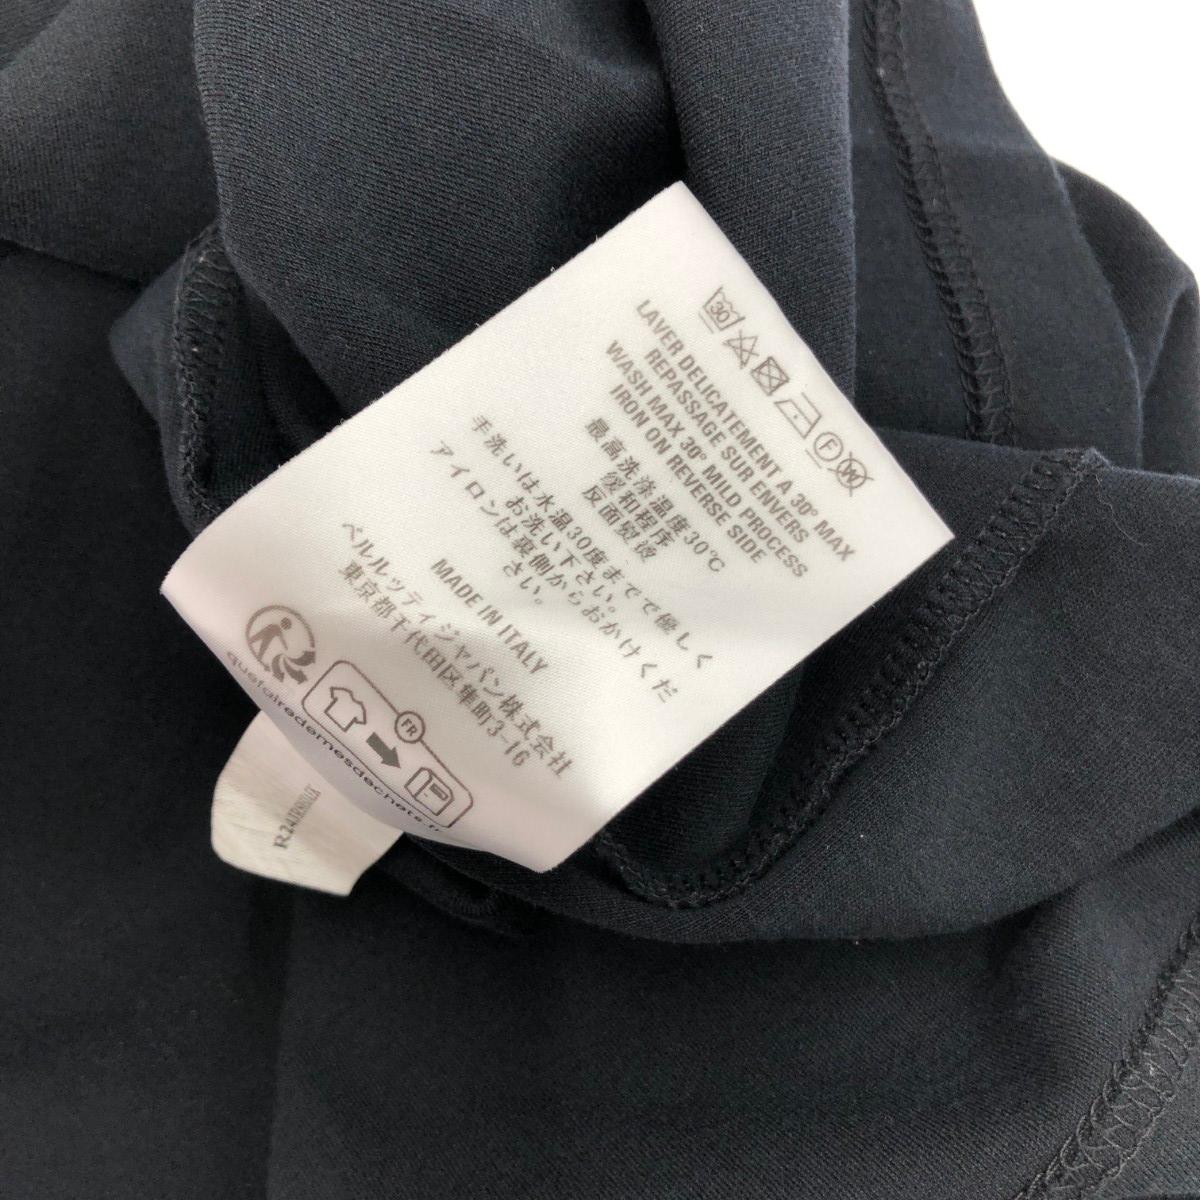 30 F W
LAVER DELICATEMENT A 30° MAX
REPASSAGE SUR ENVERS
WASH MAX 30° MILD PROCESS
IRON ON REVERSE SIDE
最高洗涤温度30℃
缓和程序
反面熨烫
手洗いは水温30度までで優しく
お洗い下さい。
アイロンは裏側からおかけくだ
さい。
MADE IN ITALY
ベルルッティジャパン株式会社
東京都千代田区隼町3-16
FR
quefairedemesdechets.fr